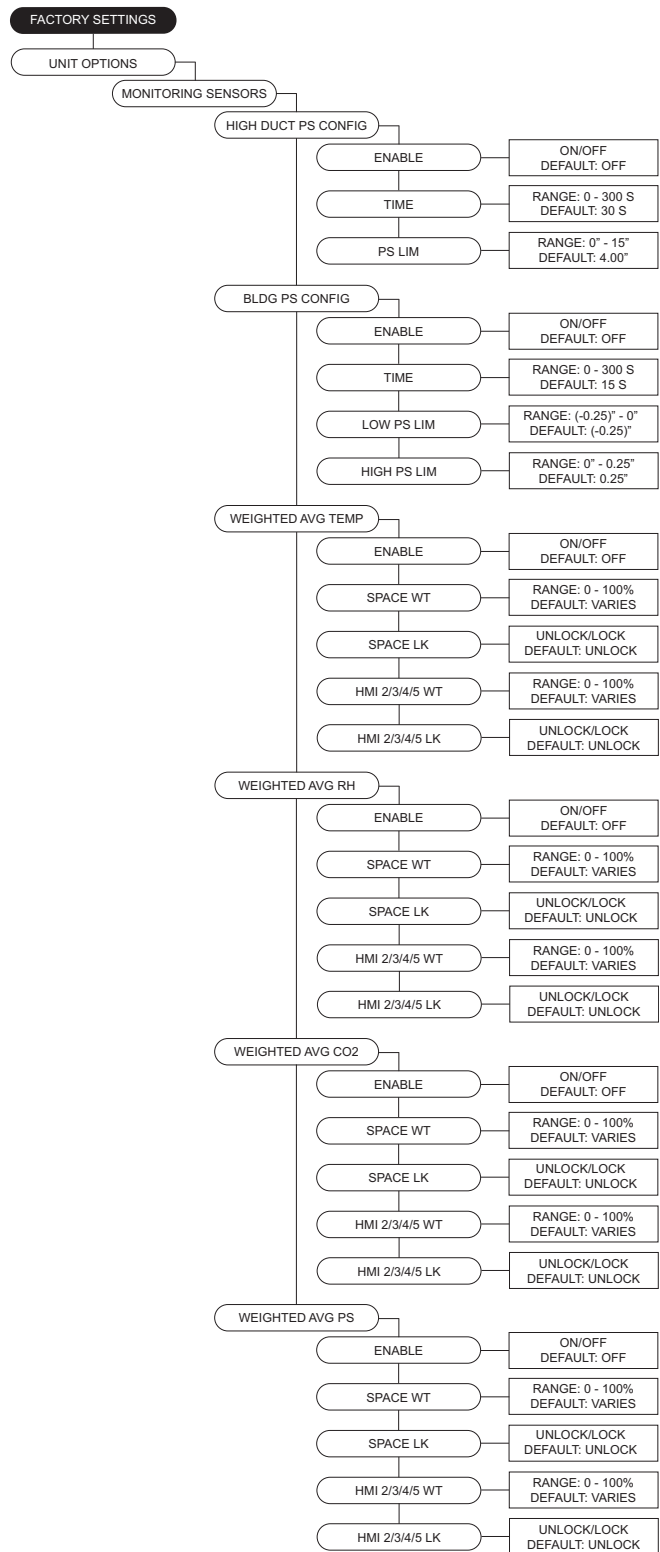 FACTORY SETTINGS
UNIT OPTIONS
MONITORING SENSORS
HIGH DUCT PS CONFIG
ENABLE
ON/OFF
DEFAULT: OFF
TIME
RANGE: 0 - 300 S
DEFAULT: 30 S
PS LIM
RANGE: 0” - 15”
DEFAULT: 4.00”
BLDG PS CONFIG
ENABLE
ON/OFF
DEFAULT: OFF
TIME
RANGE: 0 - 300 S
DEFAULT: 15 S
LOW PS LIM
RANGE: (-0.25)” - 0”
DEFAULT: (-0.25)”
HIGH PS LIM
RANGE: 0” - 0.25”
DEFAULT: 0.25”
WEIGHTED AVG TEMP
ENABLE
ON/OFF
DEFAULT: OFF
SPACE WT
RANGE: 0 - 100%
DEFAULT: VARIES
SPACE LK
UNLOCK/LOCK
DEFAULT: UNLOCK
HMI 2/3/4/5 WT
RANGE: 0 - 100%
DEFAULT: VARIES
HMI 2/3/4/5 LK
UNLOCK/LOCK
DEFAULT: UNLOCK
WEIGHTED AVG RH
ENABLE
ON/OFF
DEFAULT: OFF
SPACE WT
RANGE: 0 - 100%
DEFAULT: VARIES
SPACE LK
UNLOCK/LOCK
DEFAULT: UNLOCK
HMI 2/3/4/5 WT
RANGE: 0 - 100%
DEFAULT: VARIES
HMI 2/3/4/5 LK
UNLOCK/LOCK
DEFAULT: UNLOCK
WEIGHTED AVG CO2
ENABLE
ON/OFF
DEFAULT: OFF
SPACE WT
RANGE: 0 - 100%
DEFAULT: VARIES
SPACE LK
UNLOCK/LOCK
DEFAULT: UNLOCK
HMI 2/3/4/5 WT
RANGE: 0 - 100%
DEFAULT: VARIES
HMI 2/3/4/5 LK
UNLOCK/LOCK
DEFAULT: UNLOCK
WEIGHTED AVG PS
ENABLE
ON/OFF
DEFAULT: OFF
SPACE WT
RANGE: 0 - 100%
DEFAULT: VARIES
SPACE LK
UNLOCK/LOCK
DEFAULT: UNLOCK
HMI 2/3/4/5 WT
RANGE: 0 - 100%
DEFAULT: VARIES
HMI 2/3/4/5 LK
UNLOCK/LOCK
DEFAULT: UNLOCK